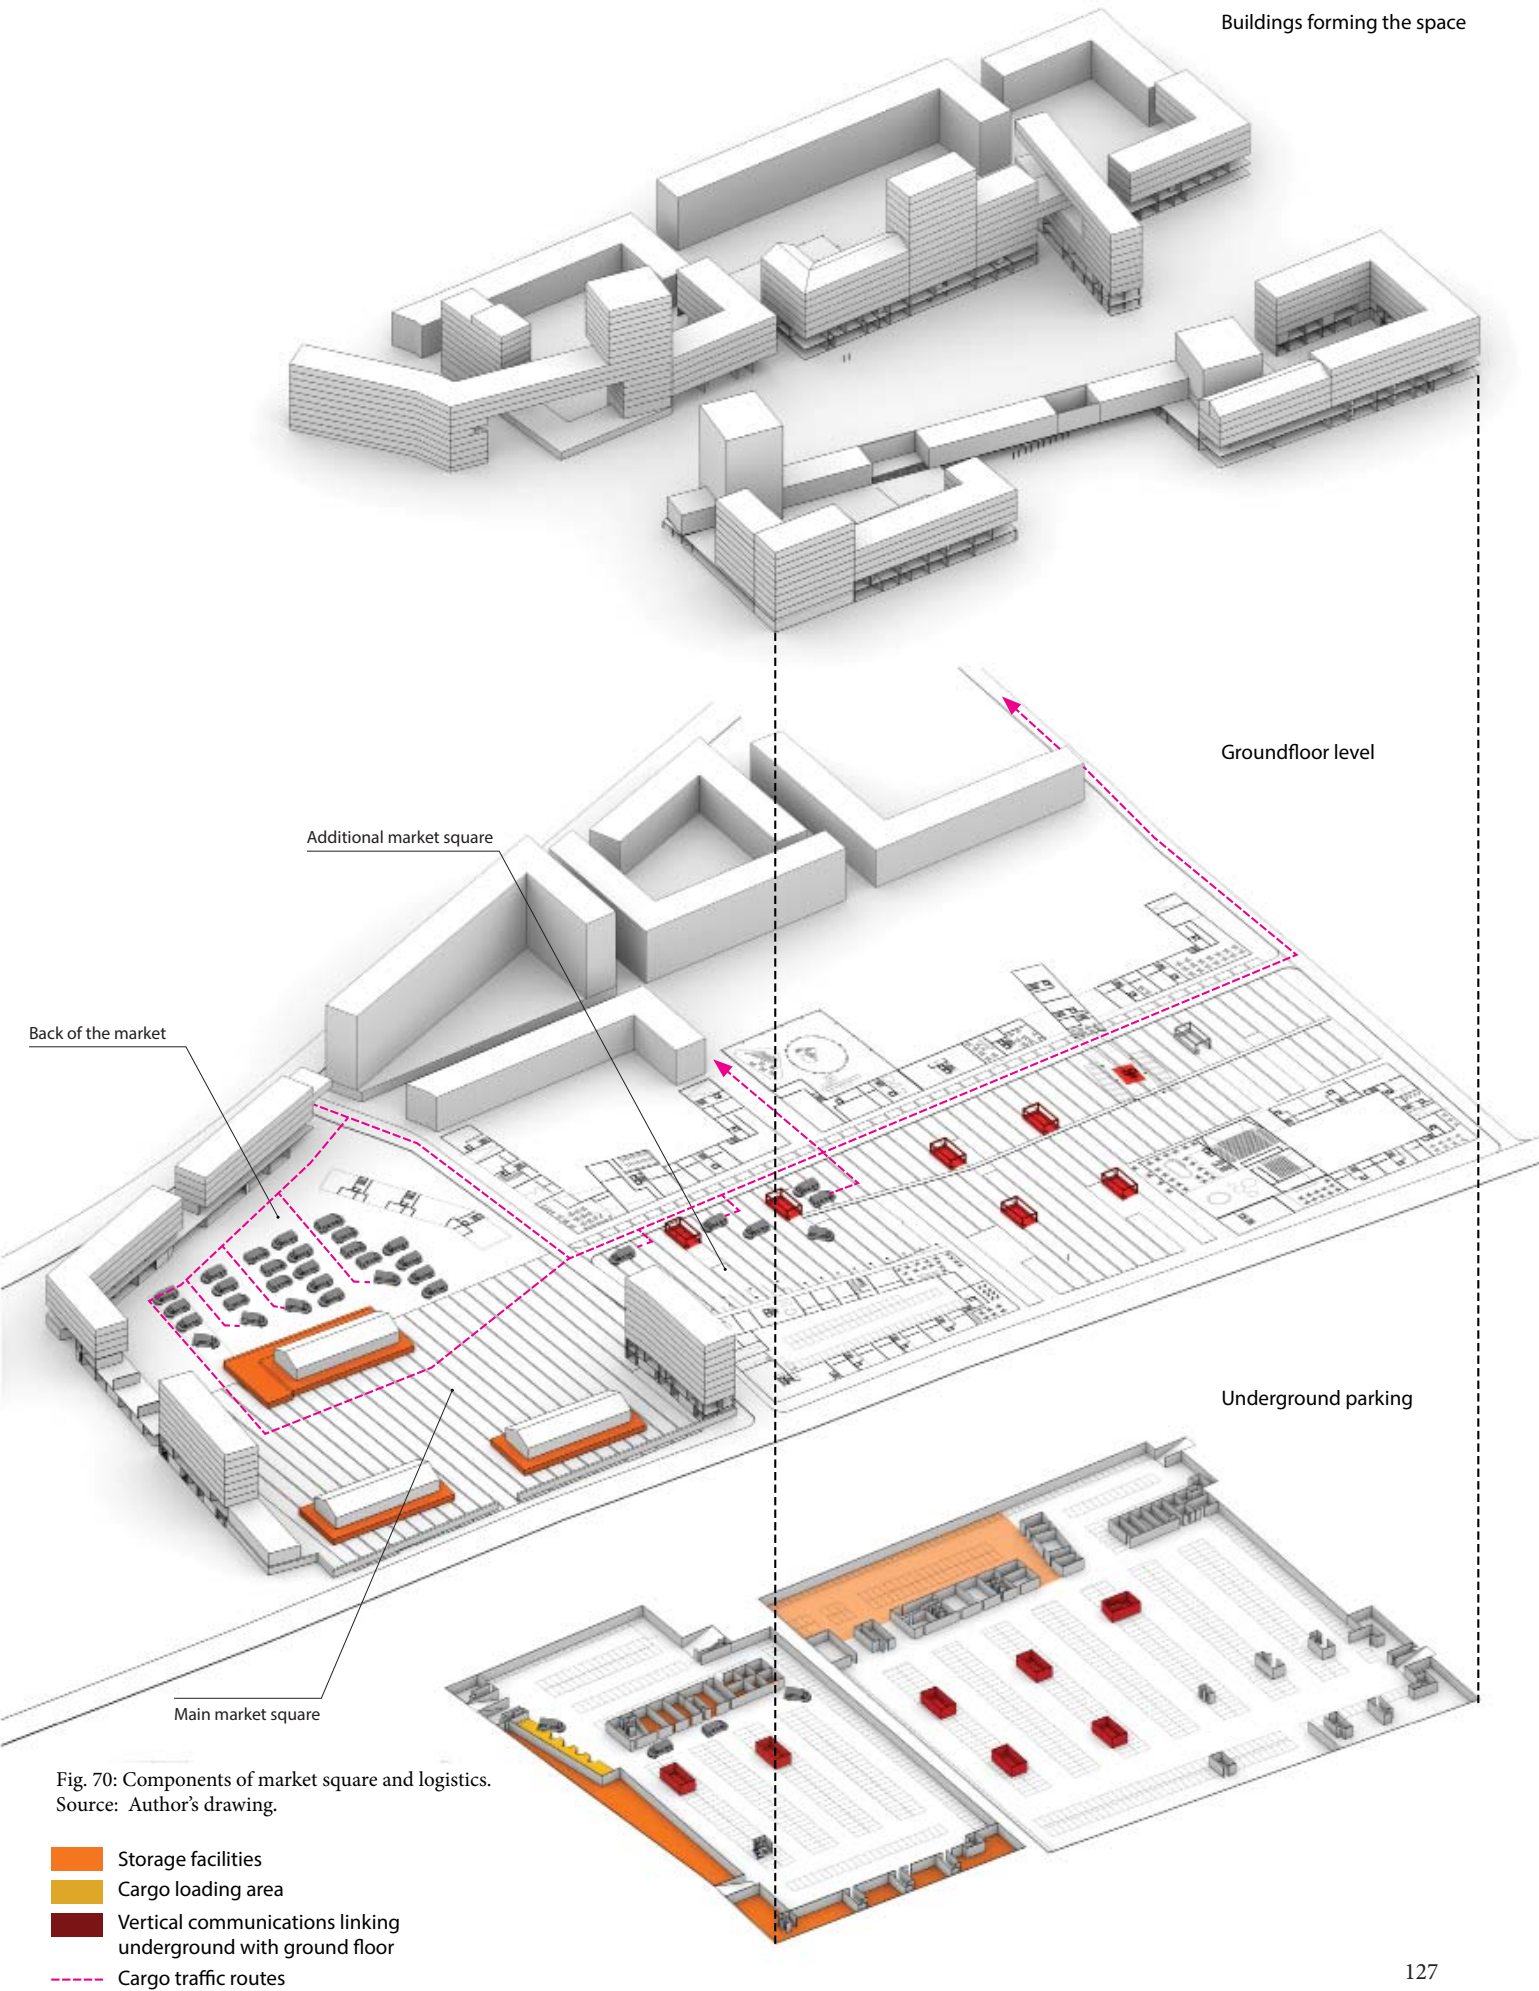 Buildings forming the space
Groundfloor level
Additional market square
Back of the market
Underground parking
Main market square
Fig. 70: Components of market square and logistics.
Source: Author's drawing.
Storage facilities
Cargo loading area
Vertical communications linking
underground with ground floor
Cargo traffic routes
127